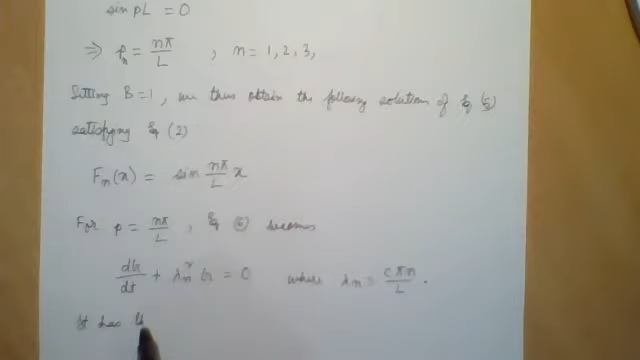 sin pL = 0
⇒ pₙ = nπ/L , n = 1, 2, 3,
Setting B=1, we thus obtain the following solution of Eq (5)
satisfying Eq (2)
Fₙ(x) = sin nπ/L x
For p = nπ/L , Eq (6) becomes
dG/dt + λₙ² G = 0 where λₙ = cπn/L .
It has